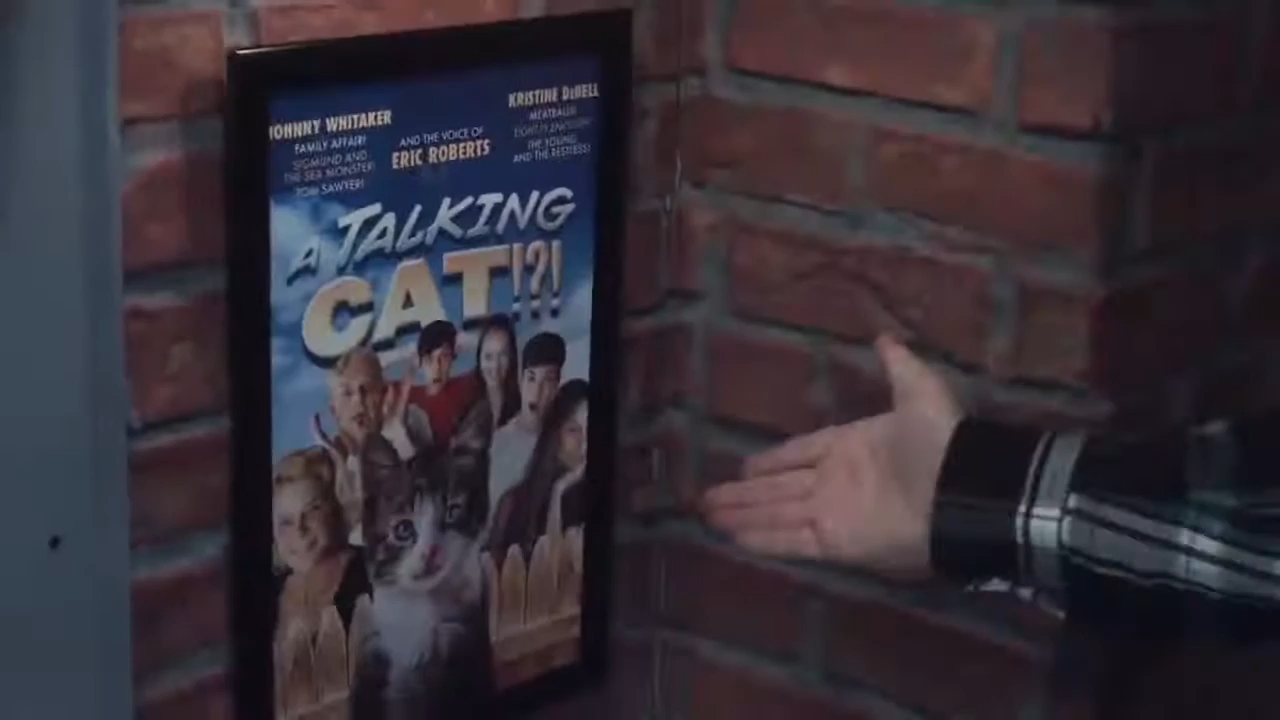 JOHNNY WHITAKER
FAMILY AFFAIR!
SIGMUND AND
THE SEA MONSTER!
TOM SAWYER!
AND THE VOICE OF
ERIC ROBERTS
KRISTINE DEBELL
MEATBALLS!
THE YOUNG
AND THE RESTLESS!
A TALKING
CAT!?!